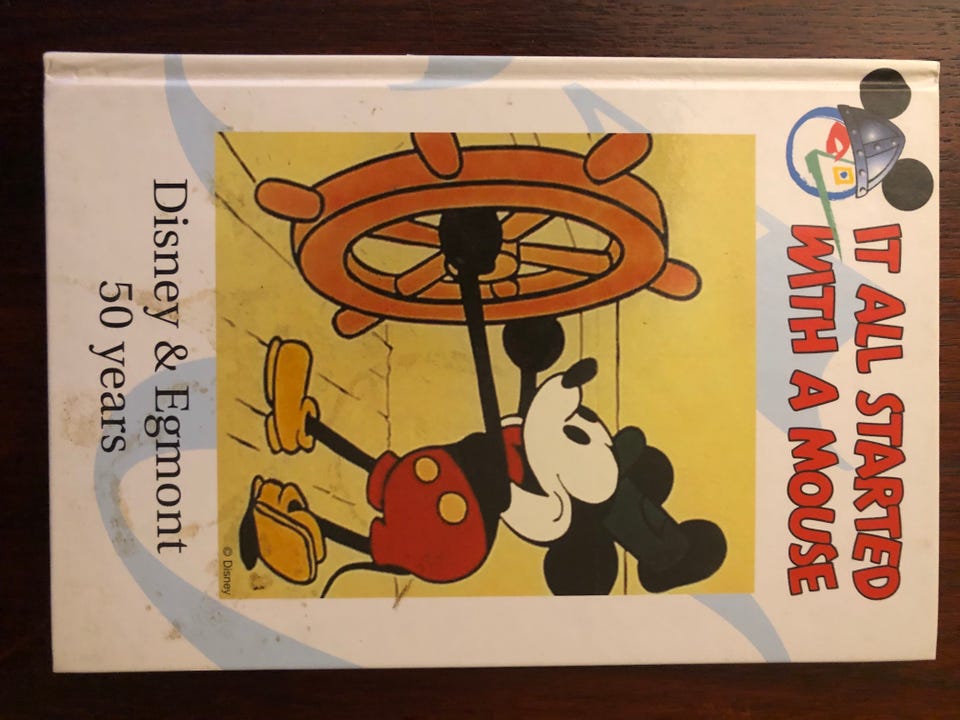 IT ALL STARTED
WITH A MOUSE
© Disney
Disney & Egmont
50 years